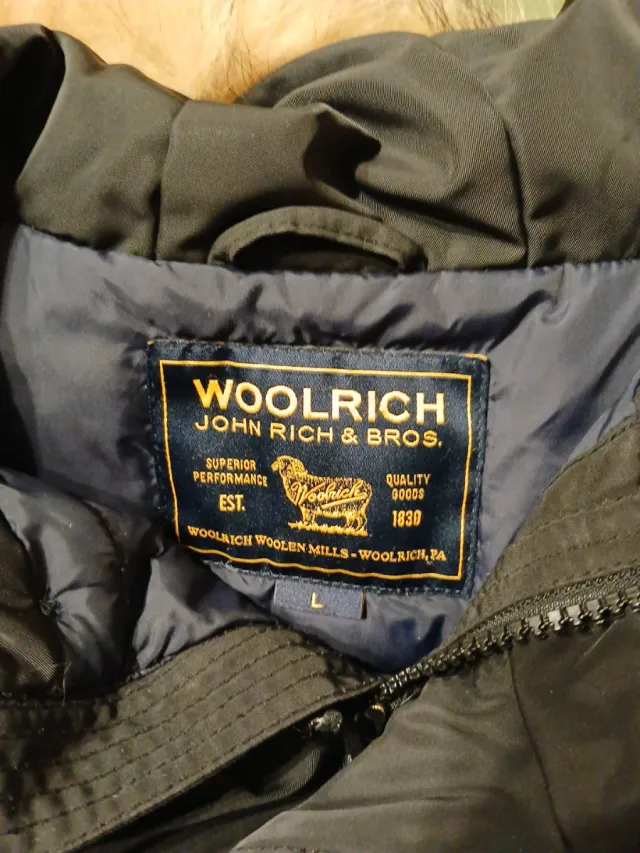 WOOLRICH
JOHN RICH & BROS.
SUPERIOR
PERFORMANCE
EST.
Woolrich
QUALITY
GOODS
1830
WOOLRICH WOOLEN MILLS - WOOLRICH, PA
L